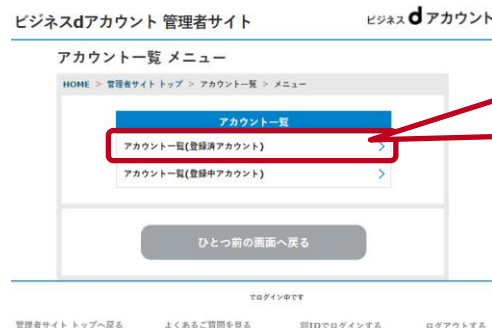 ビジネスdアカウント 管理者サイト
ビジネス dアカウント
アカウント一覧 メニュー
HOME > 管理者サイトトップ > アカウント一覧 > メニュー
アカウント一覧
アカウント一覧(登録済アカウント)
アカウント一覧(登録中アカウント)
ひとつ前の画面へ戻る
でログイン中です
管理者サイト トップへ戻る
よくあるご質問を見る
別IDでログインする
ログアウトする